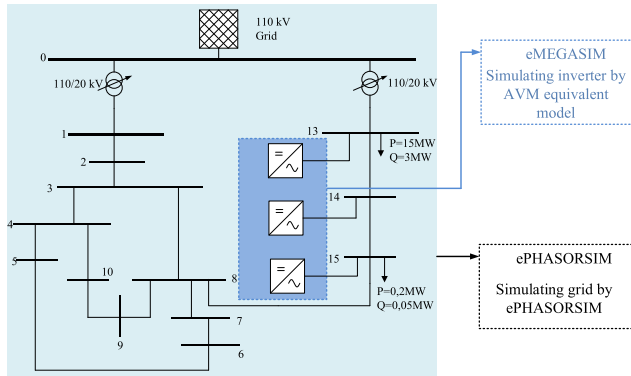 110 kV
Grid
0
110/20 kV
110/20 kV
1
2
3
4
5
10
9
8
7
6
13
P=15MW
Q=3MW
14
15
P=0,2MW
Q=0,05MW
eMEGASIM
Simulating inverter by
AVM equivalent
model
ePHASORSIM
Simulating grid by
ePHASORSIM